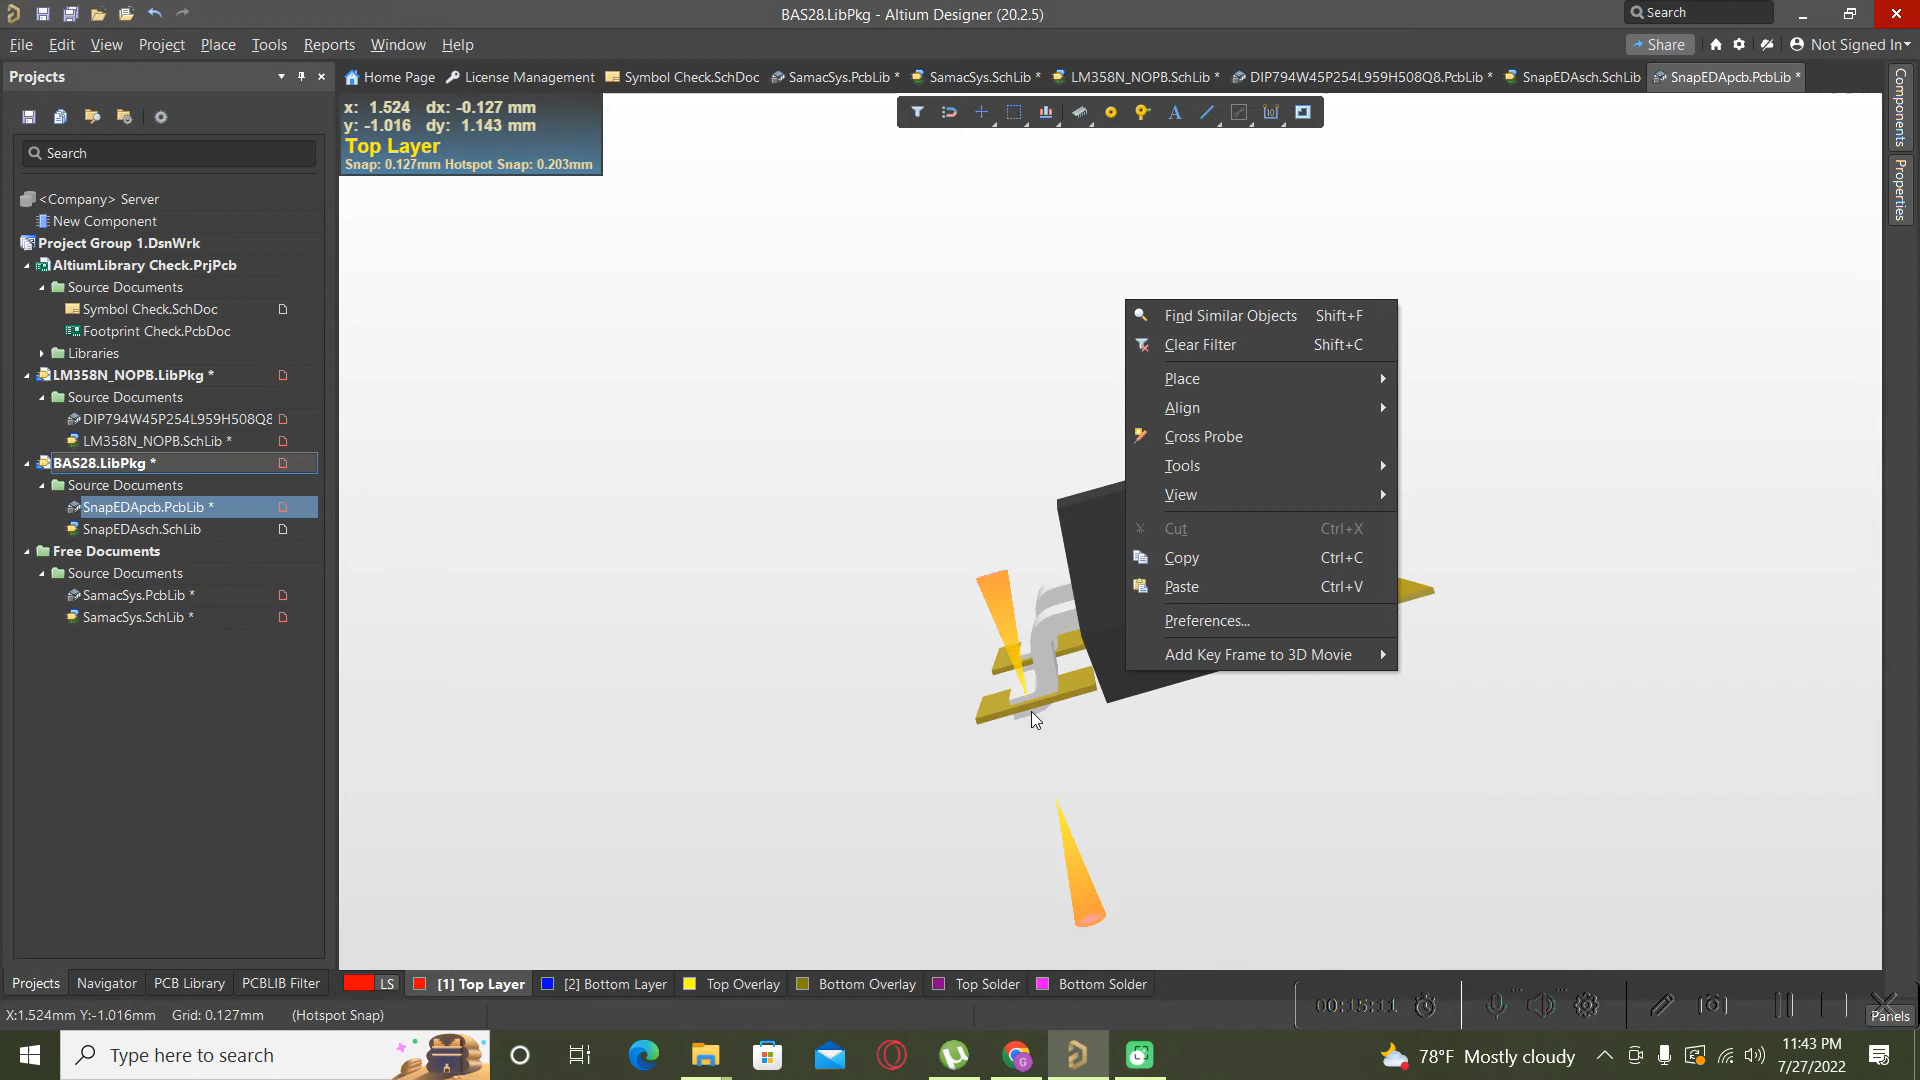 BAS28.LibPkg - Altium Designer (20.2.5)
Search
File Edit View Project Place Tools Reports Window Help
Share
Not Signed In
Projects
Home Page
License Management
Symbol Check.SchDoc
SamacSys.PcbLib *
SamacSys.SchLib *
LM358N_NOPB.SchLib *
DIP794W45P254L959H508Q8.PcbLib *
SnapEDAsch.SchLib
SnapEDApcb.PcbLib *
x: 1.524 dx: -0.127 mm
y: -1.016 dy: 1.143 mm
Top Layer
Snap: 0.127mm Hotspot Snap: 0.203mm
Search
<Company> Server
New Component
Project Group 1.DsnWrk
AltiumLibrary Check.PrjPcb
Source Documents
Symbol Check.SchDoc
Footprint Check.PcbDoc
Libraries
LM358N_NOPB.LibPkg *
Source Documents
DIP794W45P254L959H508Q8
LM358N_NOPB.SchLib *
BAS28.LibPkg *
Source Documents
SnapEDApcb.PcbLib *
SnapEDAsch.SchLib
Free Documents
Source Documents
SamacSys.PcbLib *
SamacSys.SchLib *
Find Similar Objects Shift+F
Clear Filter Shift+C
Place
Align
Cross Probe
Tools
View
Cut Ctrl+X
Copy Ctrl+C
Paste Ctrl+V
Preferences...
Add Key Frame to 3D Movie
Components
Properties
Projects Navigator PCB Library PCBLIB Filter
LS [1] Top Layer [2] Bottom Layer Top Overlay Bottom Overlay Top Solder Bottom Solder
X:1.524mm Y:-1.016mm Grid: 0.127mm (Hotspot Snap)
00:15:11
Panels
Type here to search
78°F Mostly cloudy
11:43 PM
7/27/2022